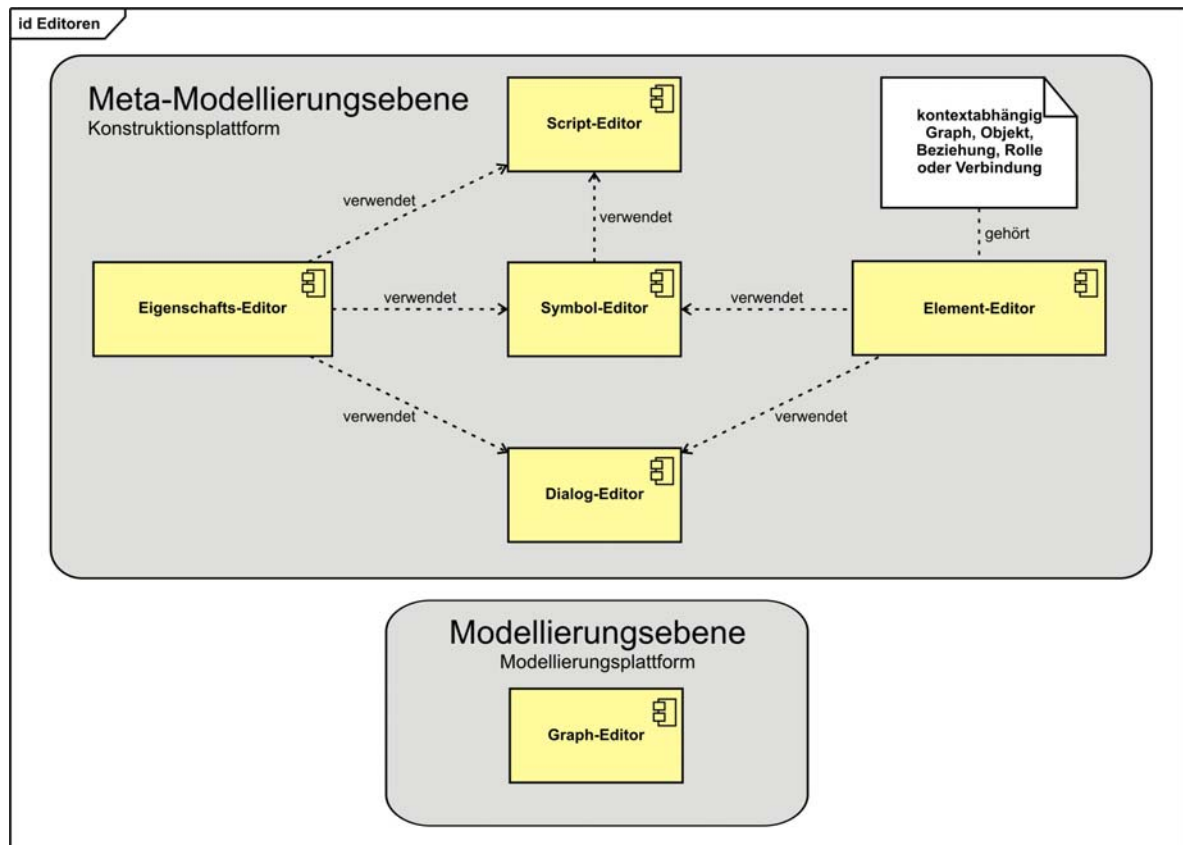 id Editoren
Meta-Modellierungsebene
Konstruktionsplattform
Script-Editor
kontextabhängig
Graph, Objekt,
Beziehung, Rolle
oder Verbindung
verwendet
verwendet
gehört
Eigenschafts-Editor
verwendet
Symbol-Editor
verwendet
Element-Editor
verwendet
verwendet
Dialog-Editor
Modellierungsebene
Modellierungsplattform
Graph-Editor